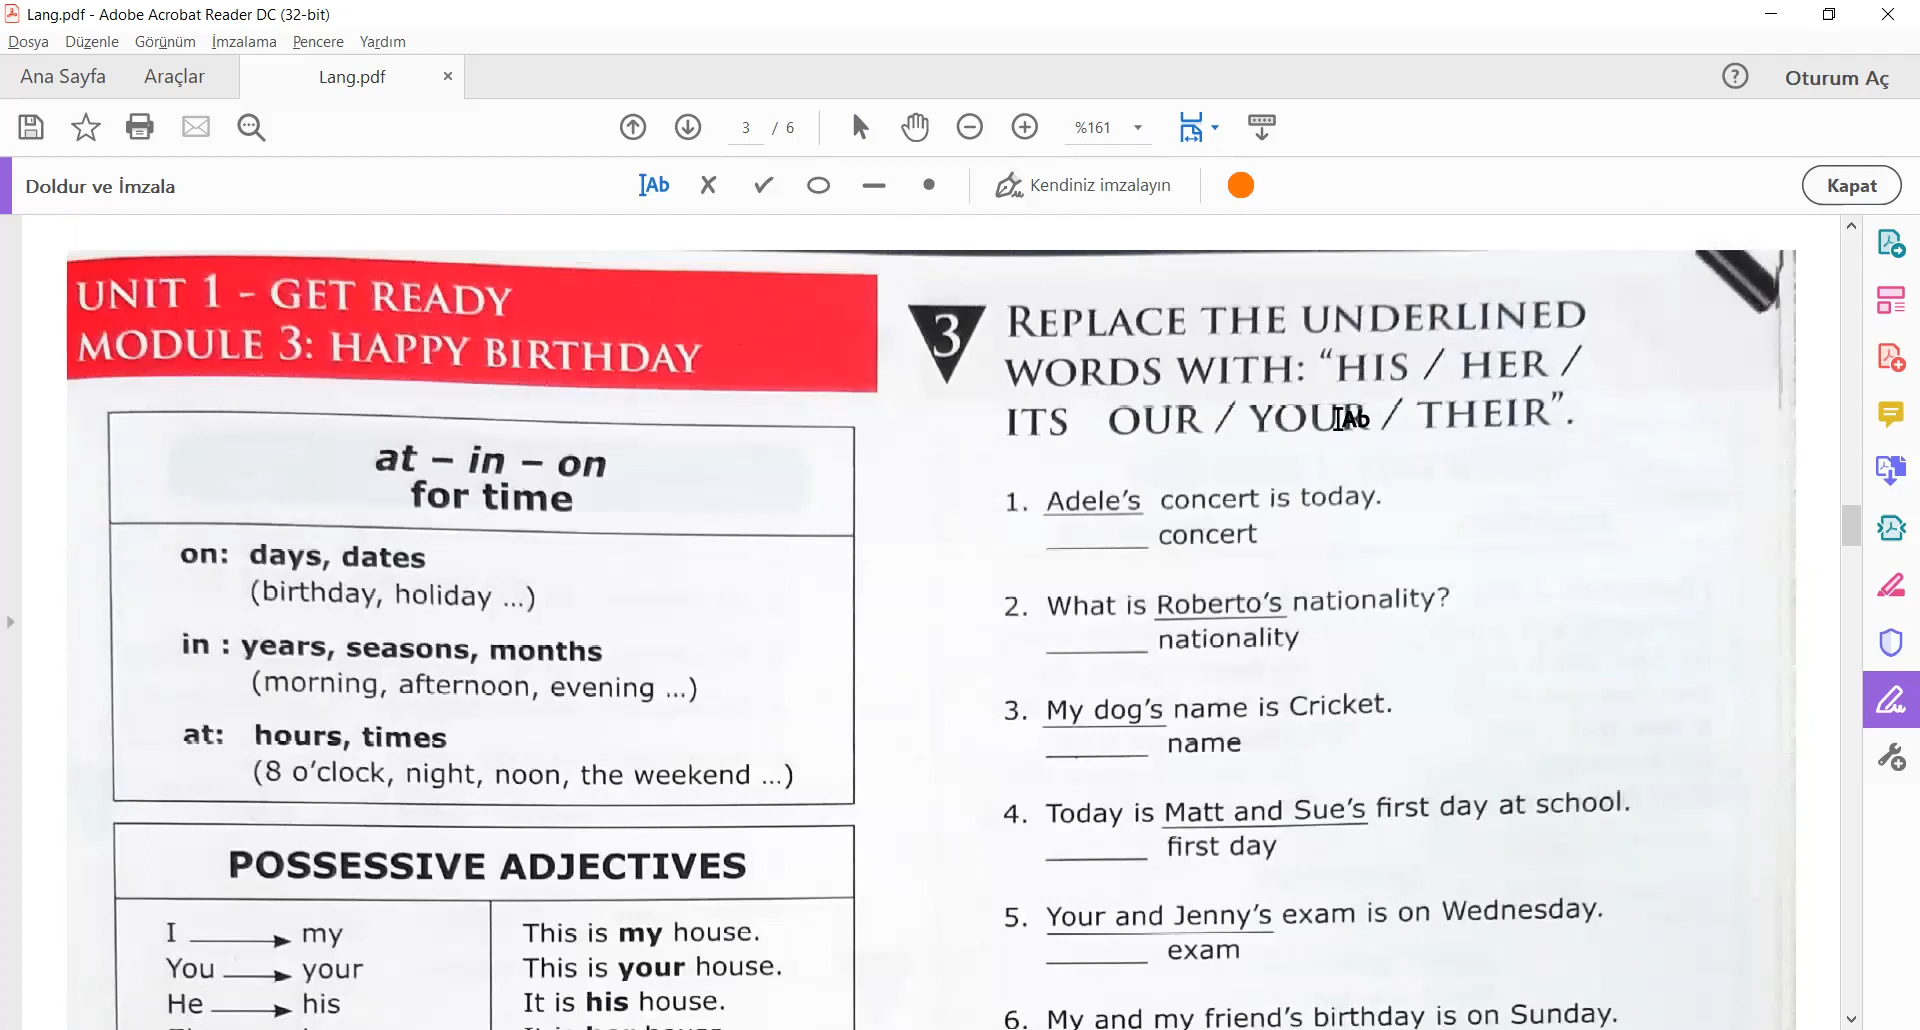 Lang.pdf - Adobe Acrobat Reader DC (32-bit)
Dosya Düzenle Görünüm İmzalama Pencere Yardım
Ana Sayfa Araçlar Lang.pdf × ? Oturum Aç
3 / 6 %161
Doldur ve İmzala Ab Kendiniz imzalayın Kapat
UNIT 1 - GET READY
MODULE 3: HAPPY BIRTHDAY
at – in – on
for time
on: days, dates
(birthday, holiday ...)
in : years, seasons, months
(morning, afternoon, evening ...)
at: hours, times
(8 o'clock, night, noon, the weekend ...)
POSSESSIVE ADJECTIVES
I my
You your
He his
This is my house.
This is your house.
It is his house.
3 REPLACE THE UNDERLINED
WORDS WITH: "HIS / HER /
ITS OUR / YOUR / THEIR".
Ab
1. Adele's concert is today.
______ concert
2. What is Roberto's nationality?
______ nationality
3. My dog's name is Cricket.
______ name
4. Today is Matt and Sue's first day at school.
______ first day
5. Your and Jenny's exam is on Wednesday.
______ exam
6. My and my friend's birthday is on Sunday.